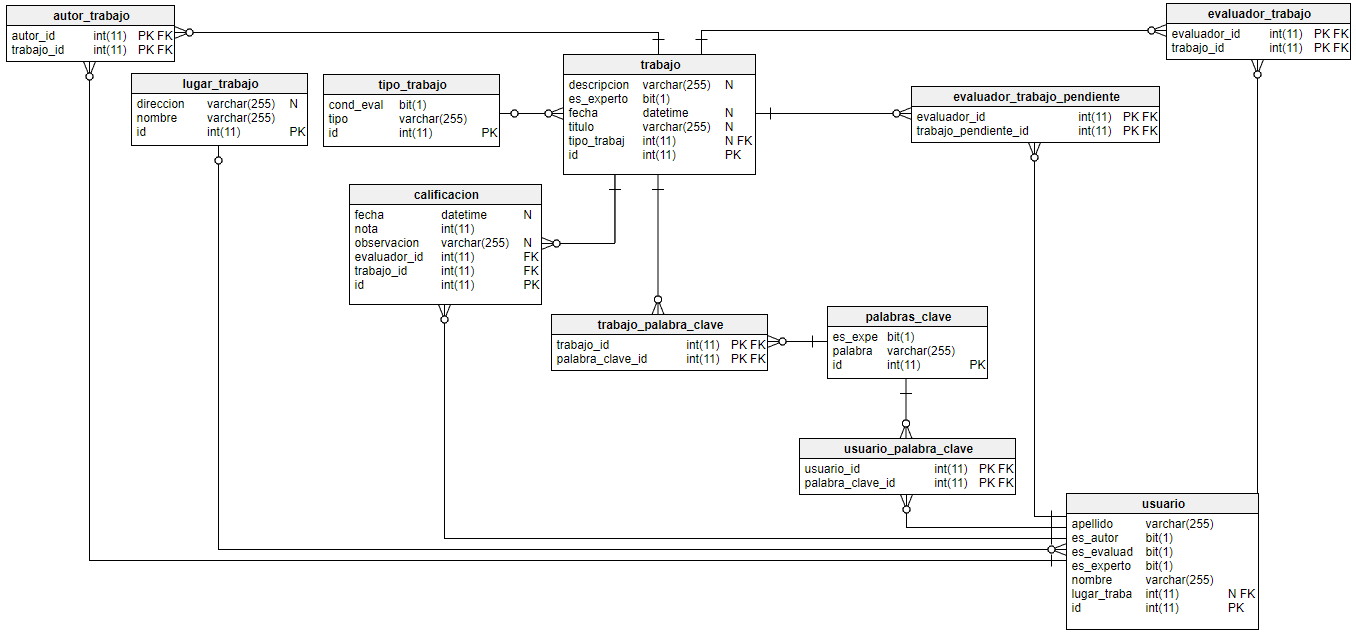 autor_trabajo
autor_id int(11) PK FK
trabajo_id int(11) PK FK
evaluador_trabajo
evaluador_id int(11) PK FK
trabajo_id int(11) PK FK
lugar_trabajo
direccion varchar(255) N
nombre varchar(255)
id int(11) PK
tipo_trabajo
cond_eval bit(1)
tipo varchar(255)
id int(11) PK
trabajo
descripcion varchar(255) N
es_experto bit(1)
fecha datetime N
titulo varchar(255) N
tipo_trabaj int(11) N FK
id int(11) PK
evaluador_trabajo_pendiente
evaluador_id int(11) PK FK
trabajo_pendiente_id int(11) PK FK
calificacion
fecha datetime N
nota int(11)
observacion varchar(255) N
evaluador_id int(11) FK
trabajo_id int(11) FK
id int(11) PK
trabajo_palabra_clave
trabajo_id int(11) PK FK
palabra_clave_id int(11) PK FK
palabras_clave
es_expe bit(1)
palabra varchar(255)
id int(11) PK
usuario_palabra_clave
usuario_id int(11) PK FK
palabra_clave_id int(11) PK FK
usuario
apellido varchar(255)
es_autor bit(1)
es_evaluad bit(1)
es_experto bit(1)
nombre varchar(255)
lugar_traba int(11) N FK
id int(11) PK